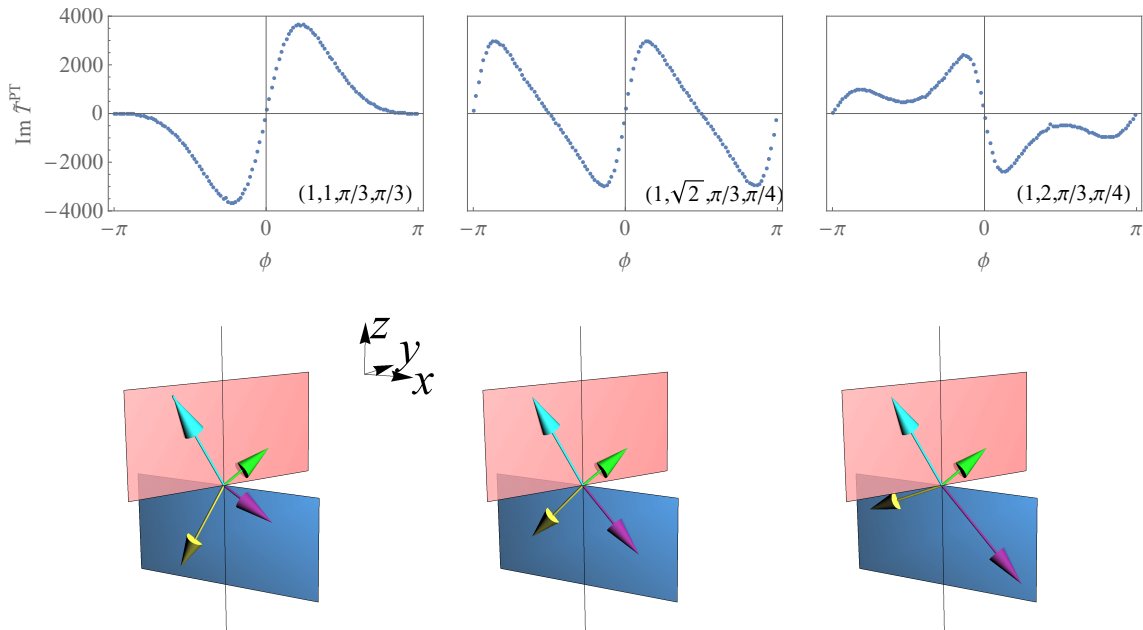 Im T̃^PT
4000
2000
0
−2000
−4000
(1,1,π/3,π/3)
(1,√2,π/3,π/4)
(1,2,π/3,π/4)
−π 0 π
−π 0 π
−π 0 π
ϕ
ϕ
ϕ
z
y
x